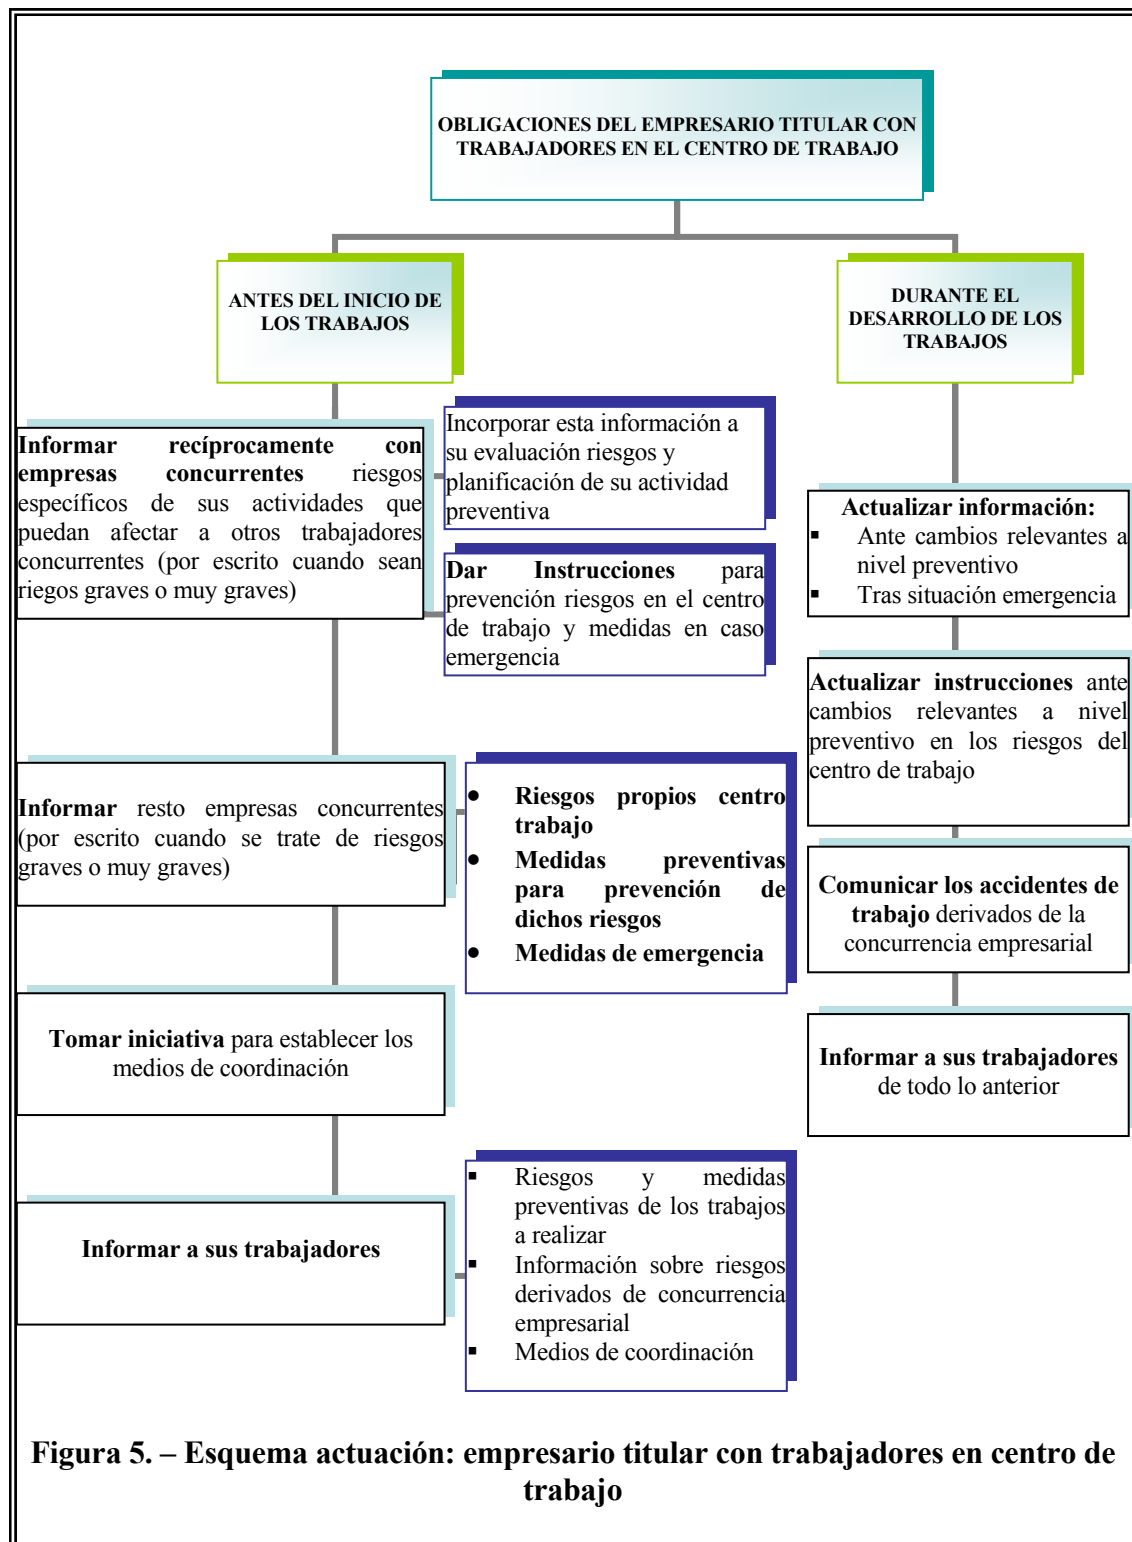 OBLIGACIONES DEL EMPRESARIO TITULAR CON
TRABAJADORES EN EL CENTRO DE TRABAJO
ANTES DEL INICIO DE
LOS TRABAJOS
Informar recíprocamente con
empresas concurrentes riesgos
específicos de sus actividades que
puedan afectar a otros trabajadores
concurrentes (por escrito cuando sean
riegos graves o muy graves)
Incorporar esta información a
su evaluación riesgos y
planificación de su actividad
preventiva
Dar Instrucciones para
prevención riesgos en el centro
de trabajo y medidas en caso
emergencia
Informar resto empresas concurrentes
(por escrito cuando se trate de riesgos
graves o muy graves)
● Riesgos propios centro
trabajo
● Medidas preventivas
para prevención de
dichos riesgos
● Medidas de emergencia
Tomar iniciativa para establecer los
medios de coordinación
Informar a sus trabajadores
▪ Riesgos y medidas
preventivas de los trabajos
a realizar
▪ Información sobre riesgos
derivados de concurrencia
empresarial
▪ Medios de coordinación
DURANTE EL
DESARROLLO DE LOS
TRABAJOS
Actualizar información:
▪ Ante cambios relevantes a
nivel preventivo
▪ Tras situación emergencia
Actualizar instrucciones ante
cambios relevantes a nivel
preventivo en los riesgos del
centro de trabajo
Comunicar los accidentes de
trabajo derivados de la
concurrencia empresarial
Informar a sus trabajadores
de todo lo anterior
Figura 5. – Esquema actuación: empresario titular con trabajadores en centro de
trabajo